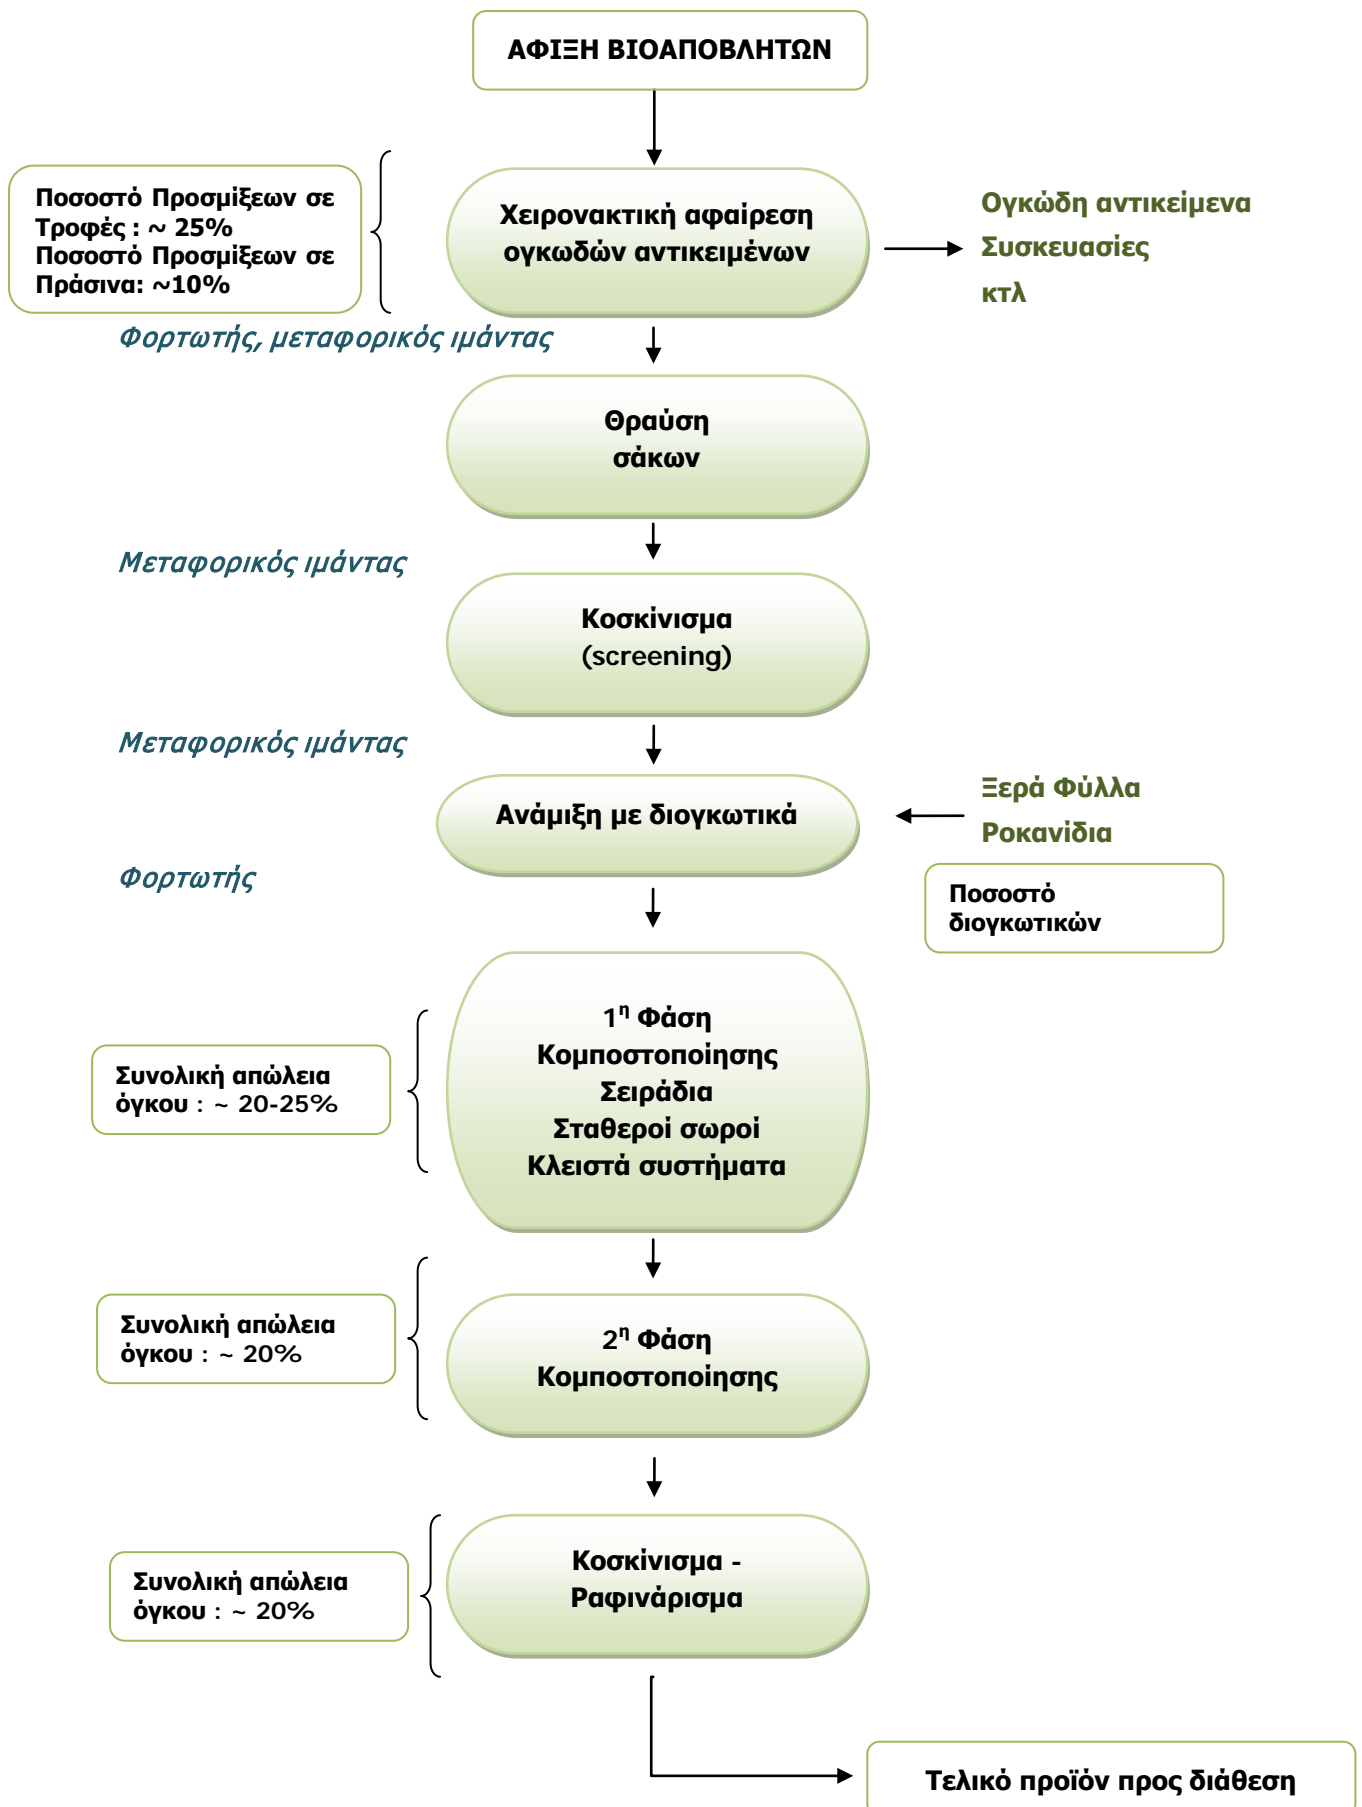 ΑΦΙΞΗ ΒΙΟΑΠΟΒΛΗΤΩΝ
Ποσοστό Προσμίξεων σε
Τροφές : ~ 25%
Ποσοστό Προσμίξεων σε
Πράσινα: ~10%
Χειρονακτική αφαίρεση
ογκωδών αντικειμένων
Ογκώδη αντικείμενα
Συσκευασίες
κτλ
Φορτωτής, μεταφορικός ιμάντας
Θραύση
σάκων
Μεταφορικός ιμάντας
Κοσκίνισμα
(screening)
Μεταφορικός ιμάντας
Ανάμιξη με διογκωτικά
Ξερά Φύλλα
Ροκανίδια
Φορτωτής
Ποσοστό
διογκωτικών
1η Φάση
Κομποστοποίησης
Σειράδια
Σταθεροί σωροί
Κλειστά συστήματα
Συνολική απώλεια
όγκου : ~ 20-25%
Συνολική απώλεια
όγκου : ~ 20%
2η Φάση
Κομποστοποίησης
Συνολική απώλεια
όγκου : ~ 20%
Κοσκίνισμα -
Ραφινάρισμα
Τελικό προϊόν προς διάθεση